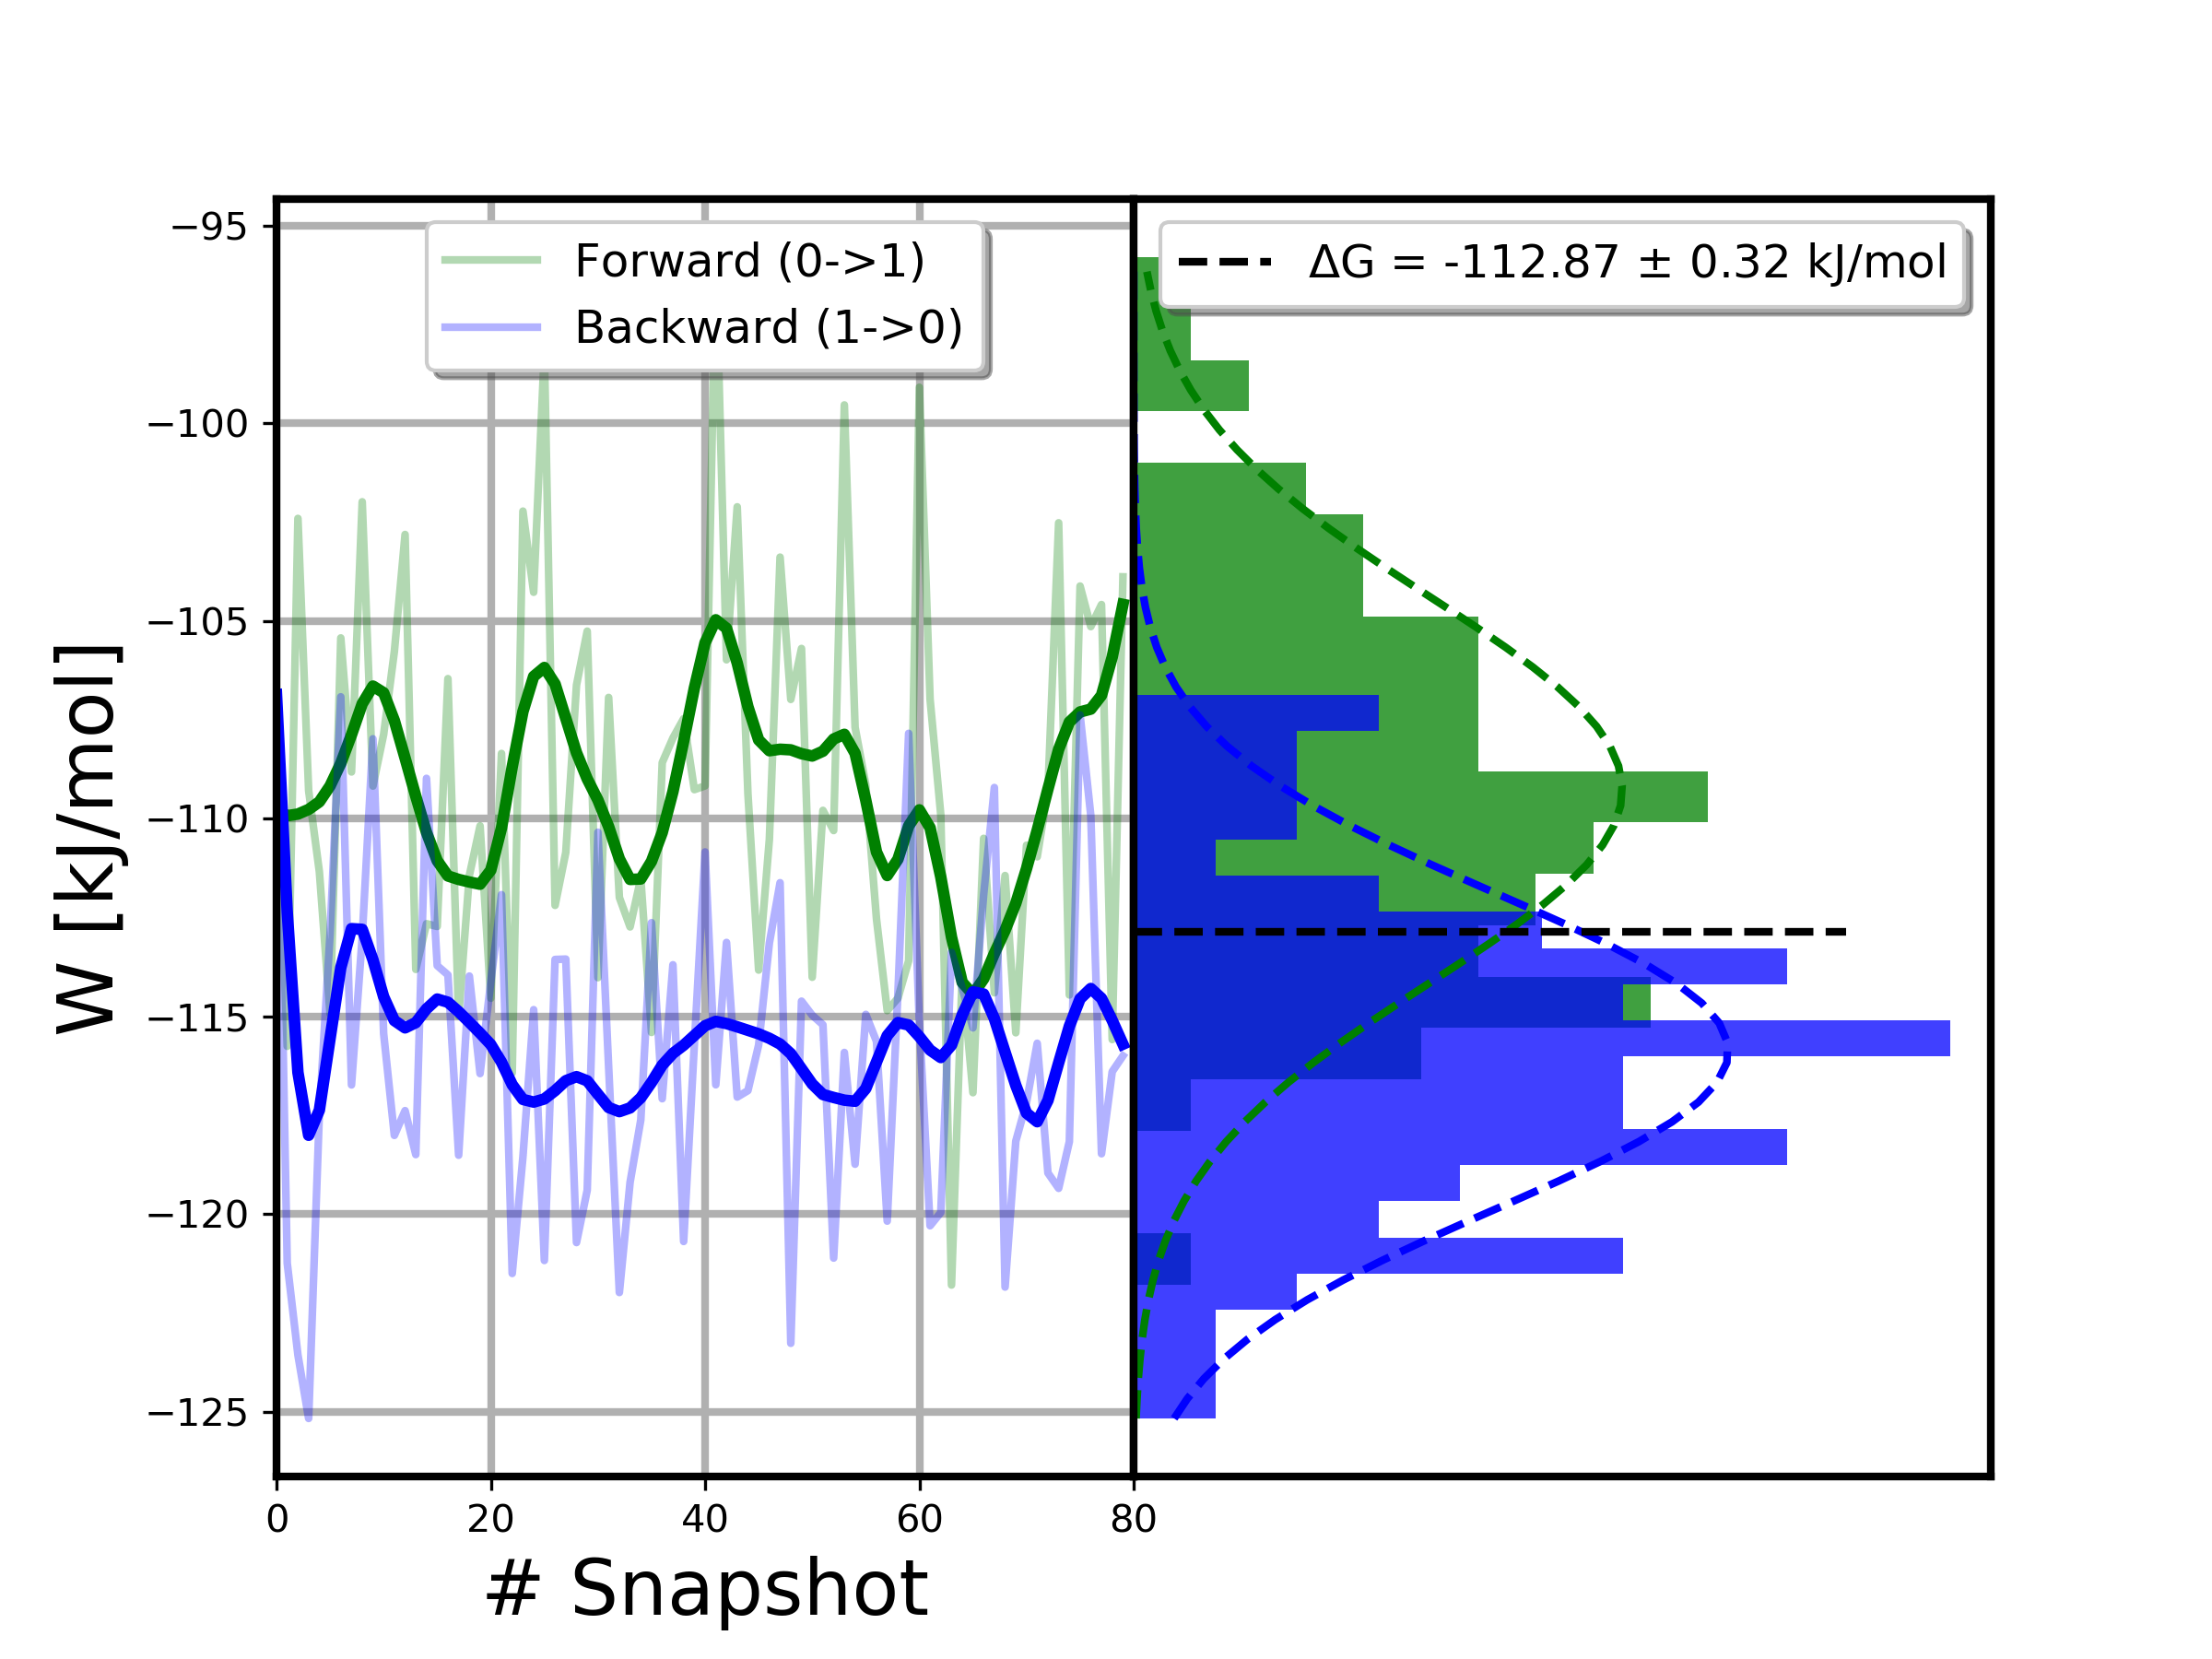 Forward (0->1)
Backward (1->0)
ΔG = -112.87 ± 0.32 kJ/mol
W [kJ/mol]
−95
−100
−105
−110
−115
−120
−125
0 20 40 60 80
# Snapshot